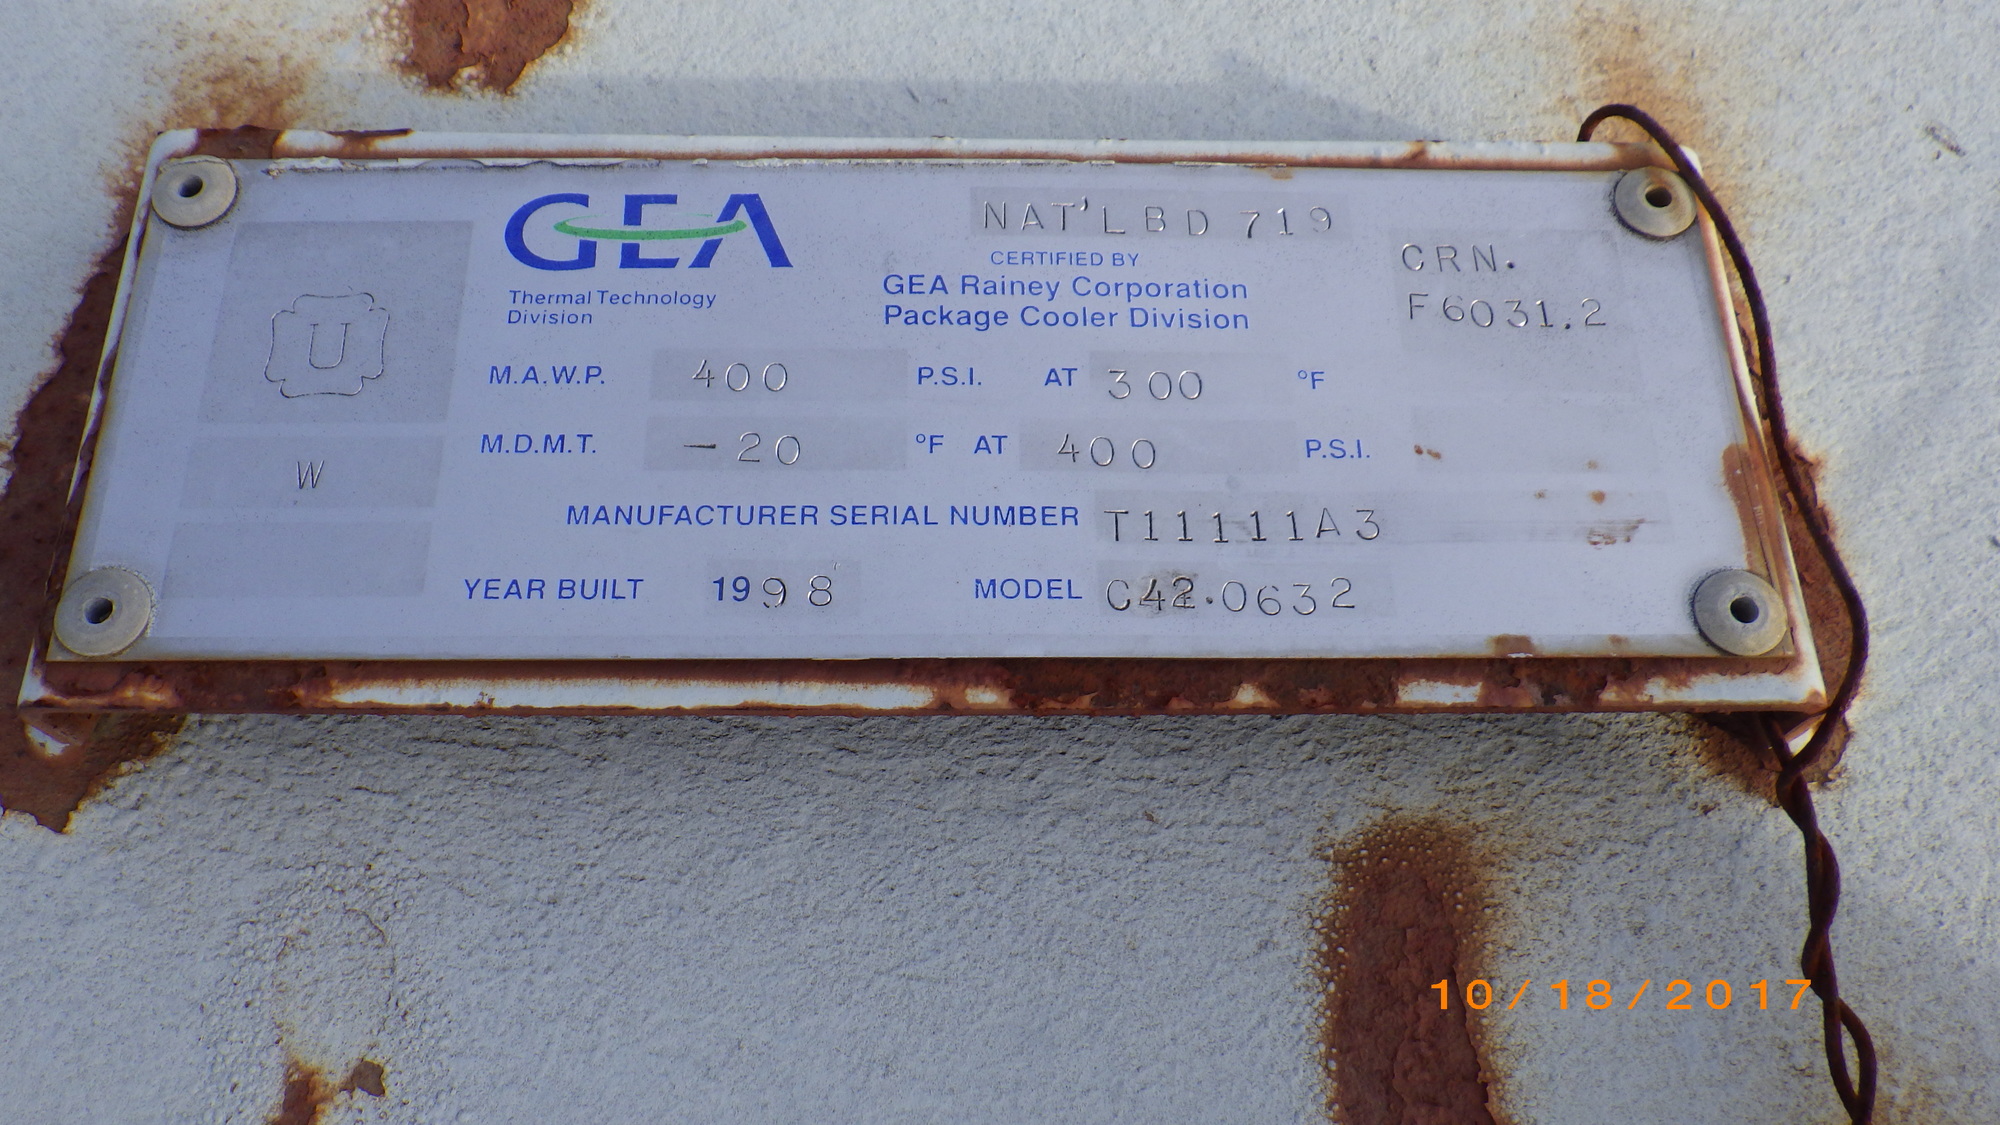 GEA
Thermal Technology
Division
NAT'L BD 719
CERTIFIED BY
GEA Rainey Corporation
Package Cooler Division
CRN.
F6031.2
U
W
M.A.W.P. 400 P.S.I. AT 300 °F
M.D.M.T. -20 °F AT 400 P.S.I.
MANUFACTURER SERIAL NUMBER T11111A3
YEAR BUILT 1998 MODEL C42.0632
10/18/2017